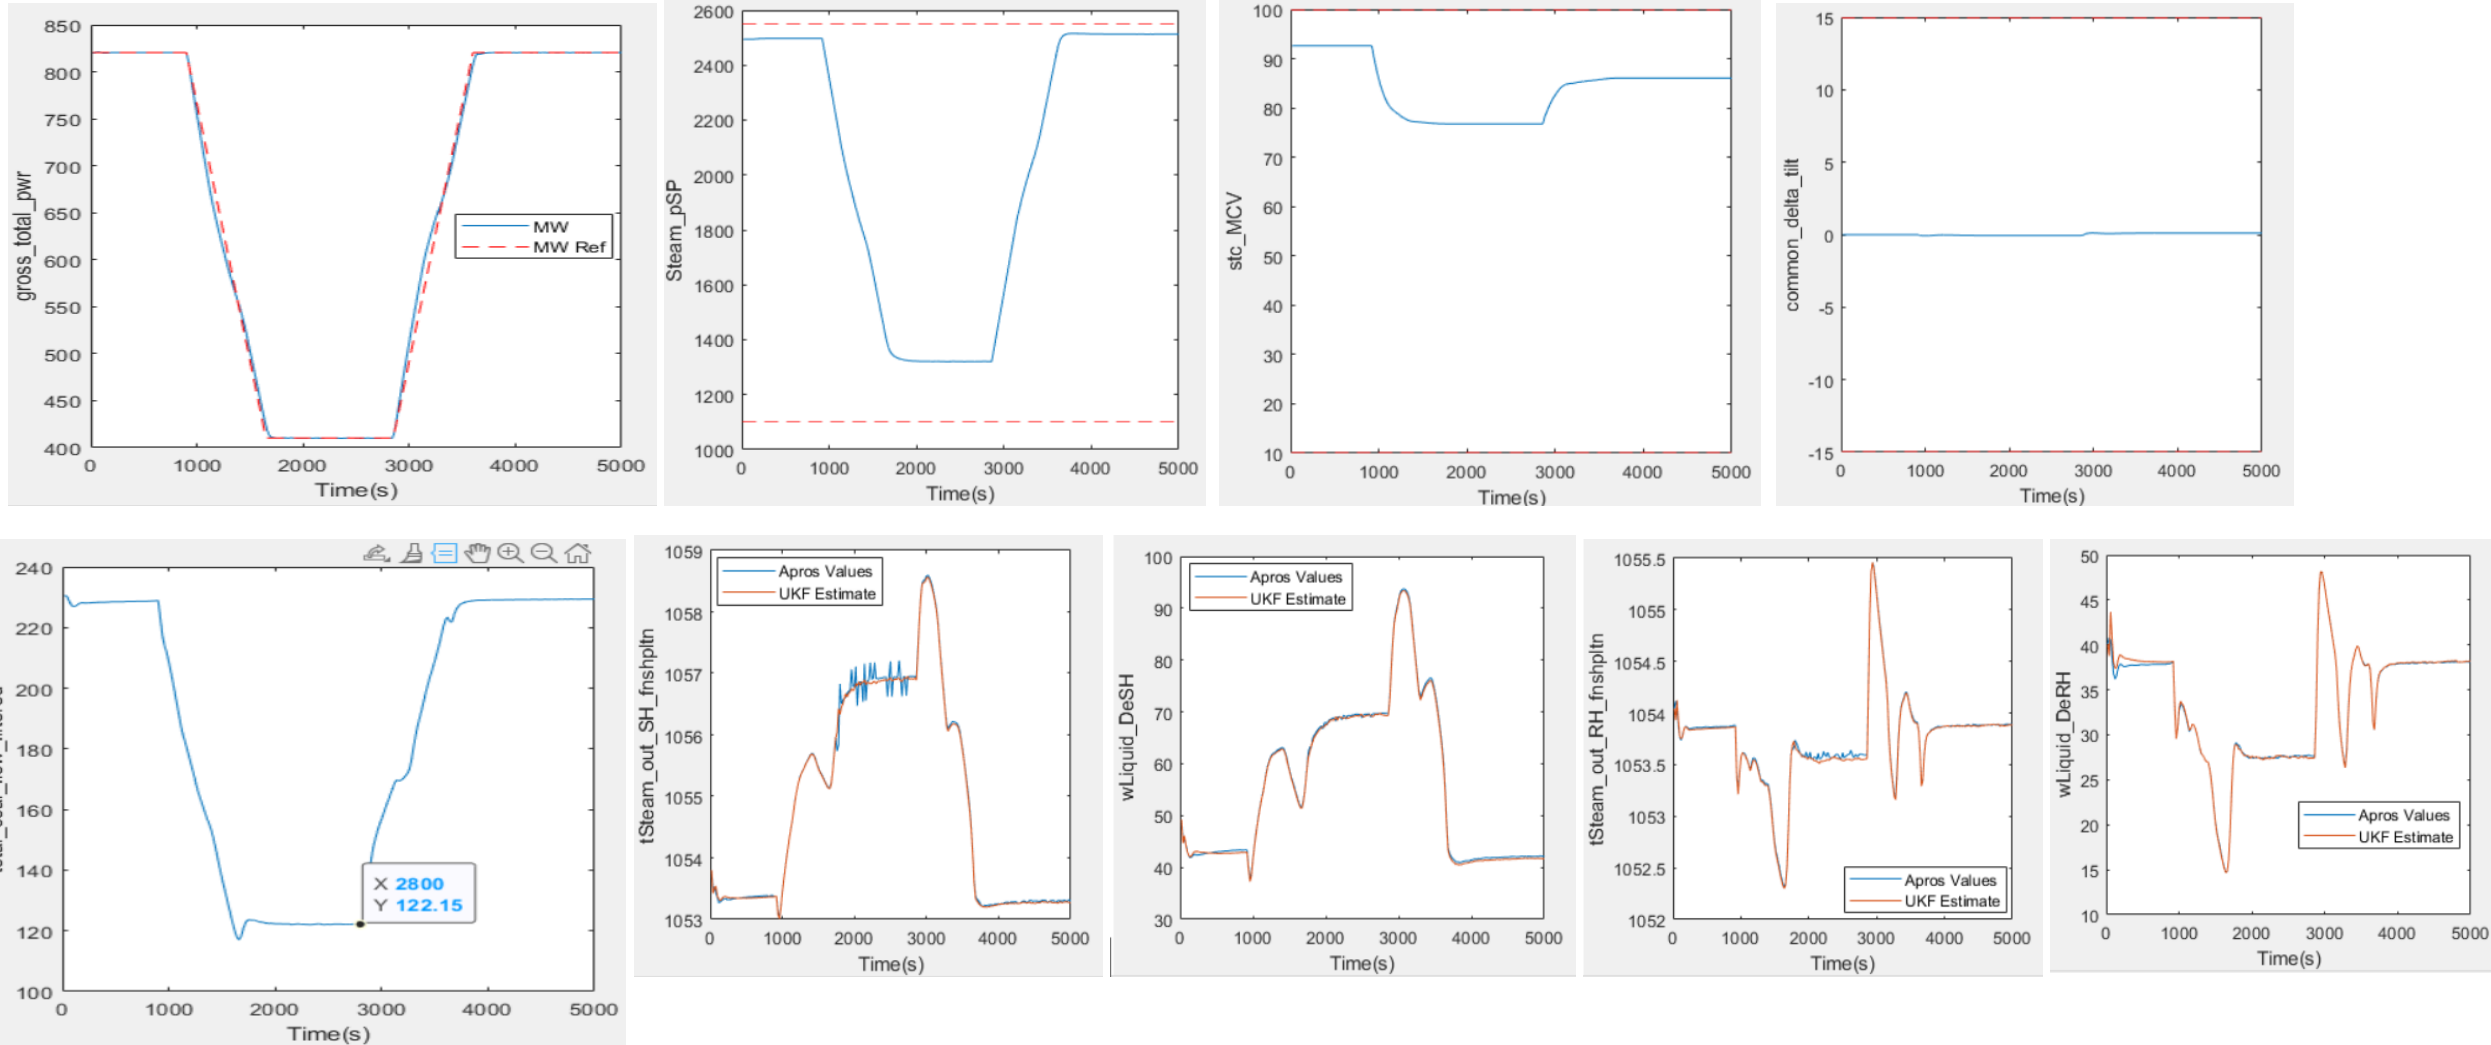 850
800
750
700
650
600
550
500
450
400
gross_total_pwr
MW
MW Ref
0 1000 2000 3000 4000 5000
Time(s)
2600
2400
2200
2000
1800
1600
1400
1200
1000
Steam_pSP
0 1000 2000 3000 4000 5000
Time(s)
100
90
80
70
60
50
40
30
20
10
stc_MCV
0 1000 2000 3000 4000 5000
Time(s)
15
10
5
0
-5
-10
-15
common_delta_tilt
0 1000 2000 3000 4000 5000
Time(s)
240
220
200
180
160
140
120
100
X 2800
Y 122.15
0 1000 2000 3000 4000 5000
Time(s)
1059
1058
1057
1056
1055
1054
1053
tSteam_out_SH_fnshpltn
Apros Values
UKF Estimate
0 1000 2000 3000 4000 5000
Time(s)
100
90
80
70
60
50
40
30
wLiquid_DeSH
Apros Values
UKF Estimate
0 1000 2000 3000 4000 5000
Time(s)
1055.5
1055
1054.5
1054
1053.5
1053
1052.5
1052
tSteam_out_RH_fnshpltn
Apros Values
UKF Estimate
0 1000 2000 3000 4000 5000
Time(s)
50
45
40
35
30
25
20
15
10
wLiquid_DeRH
Apros Values
UKF Estimate
0 1000 2000 3000 4000 5000
Time(s)